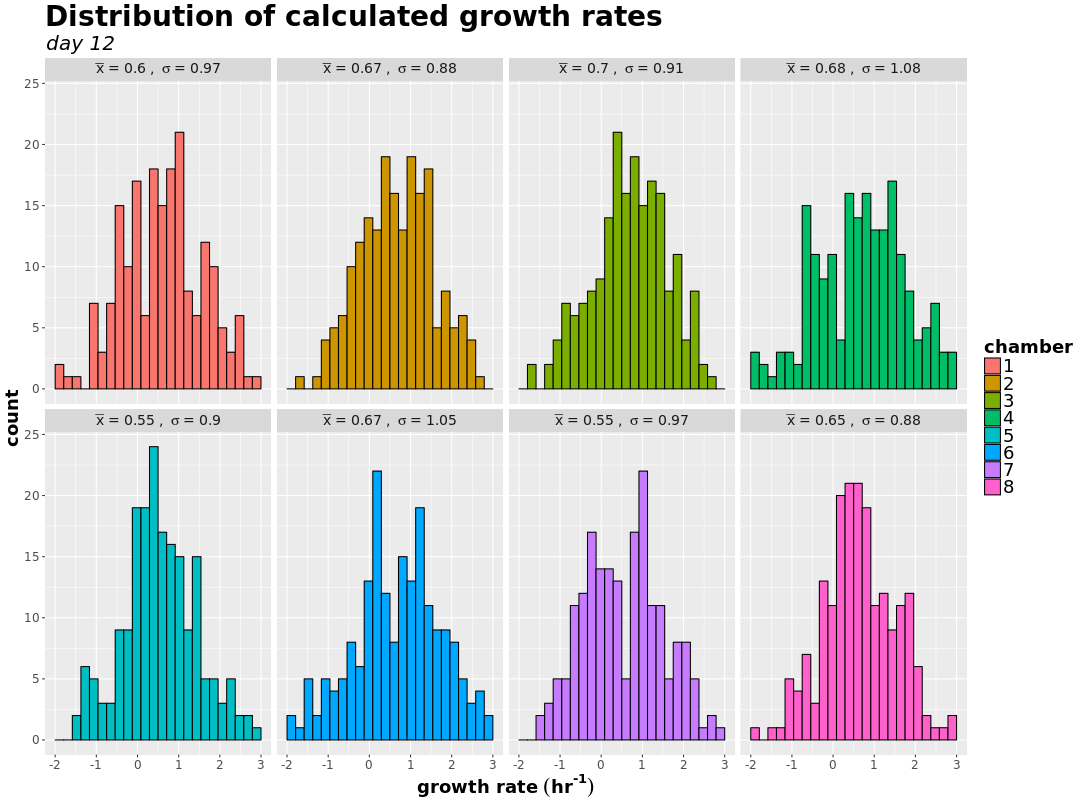 Distribution of calculated growth rates
day 12
x̅ = 0.6 , σ = 0.97
x̅ = 0.67 , σ = 0.88
x̅ = 0.7 , σ = 0.91
x̅ = 0.68 , σ = 1.08
25
20
15
10
5
0
x̅ = 0.55 , σ = 0.9
x̅ = 0.67 , σ = 1.05
x̅ = 0.55 , σ = 0.97
x̅ = 0.65 , σ = 0.88
25
20
15
10
5
0
-2 -1 0 1 2 3
-2 -1 0 1 2 3
-2 -1 0 1 2 3
-2 -1 0 1 2 3
count
growth rate (hr⁻¹)
chamber
1
2
3
4
5
6
7
8